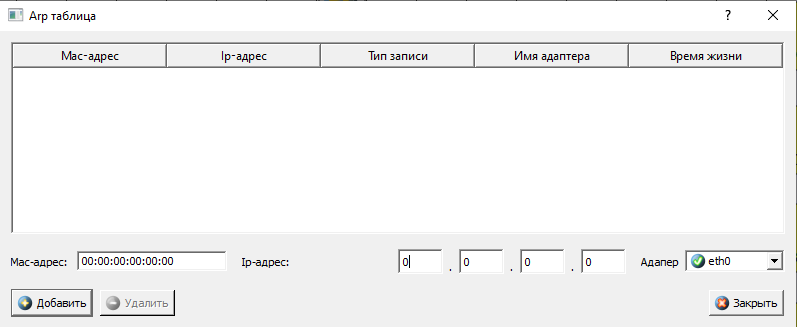 Arp таблица
Mac-адрес Ip-адрес Тип записи Имя адаптера Время жизни
Mac-адрес: 00:00:00:00:00:00 Ip-адрес: 0 . 0 . 0 . 0 Адапер eth0
Добавить Удалить Закрыть